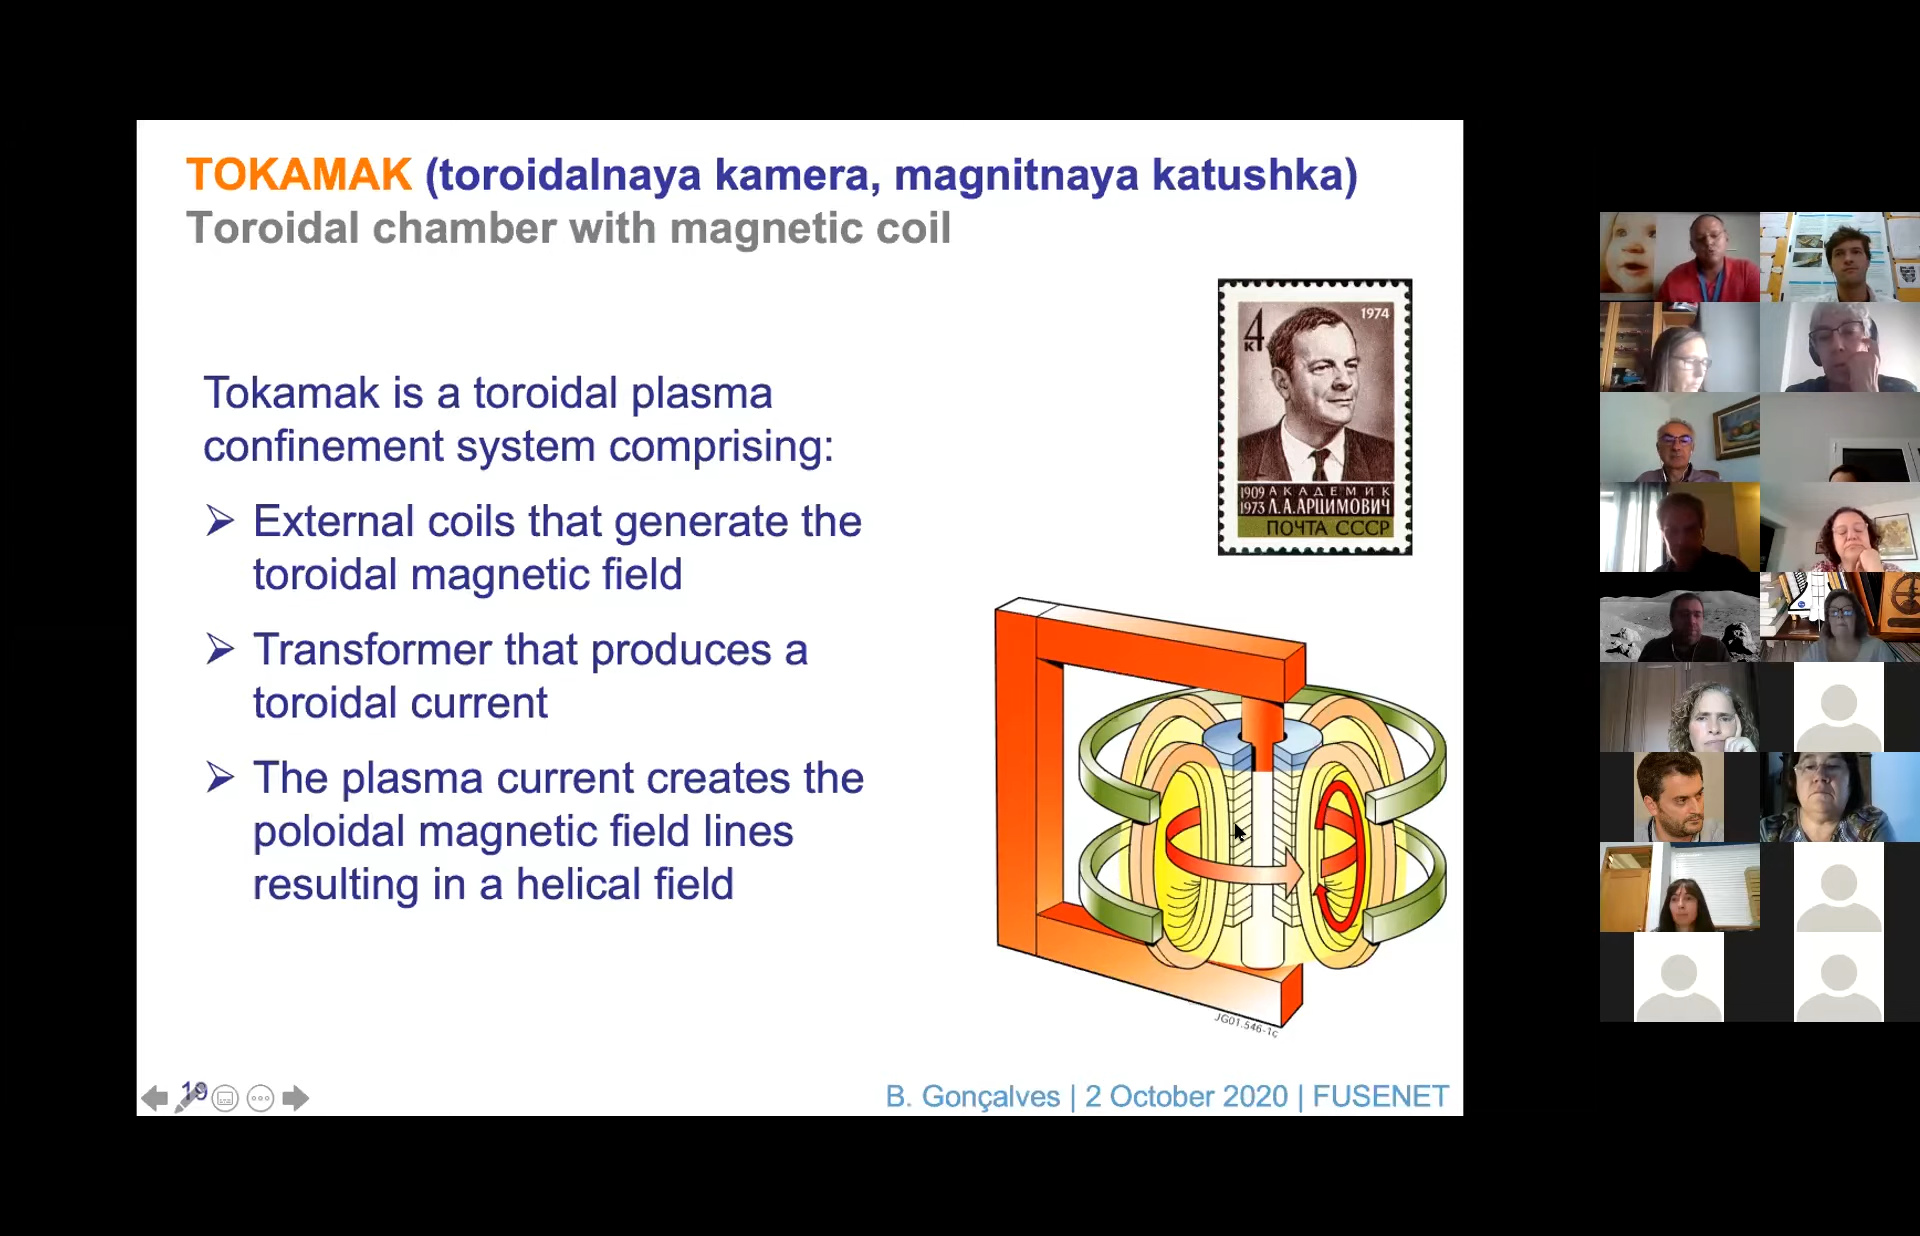 TOKAMAK (toroidalnaya kamera, magnitnaya katushka)
Toroidal chamber with magnetic coil
4
к
1974
1909 АКАДЕМИК
1973 Л.А.АРЦИМОВИЧ
ПОЧТА СССР
Tokamak is a toroidal plasma
confinement system comprising:
External coils that generate the
toroidal magnetic field
Transformer that produces a
toroidal current
The plasma current creates the
poloidal magnetic field lines
resulting in a helical field
JG01.546-1c
19
B. Gonçalves | 2 October 2020 | FUSENET